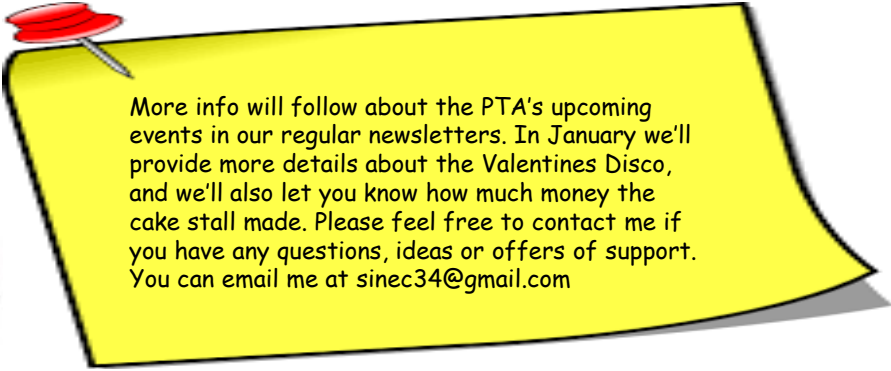 More info will follow about the PTA’s upcoming
events in our regular newsletters. In January we’ll
provide more details about the Valentines Disco,
and we’ll also let you know how much money the
cake stall made. Please feel free to contact me if
you have any questions, ideas or offers of support.
You can email me at sinec34@gmail.com